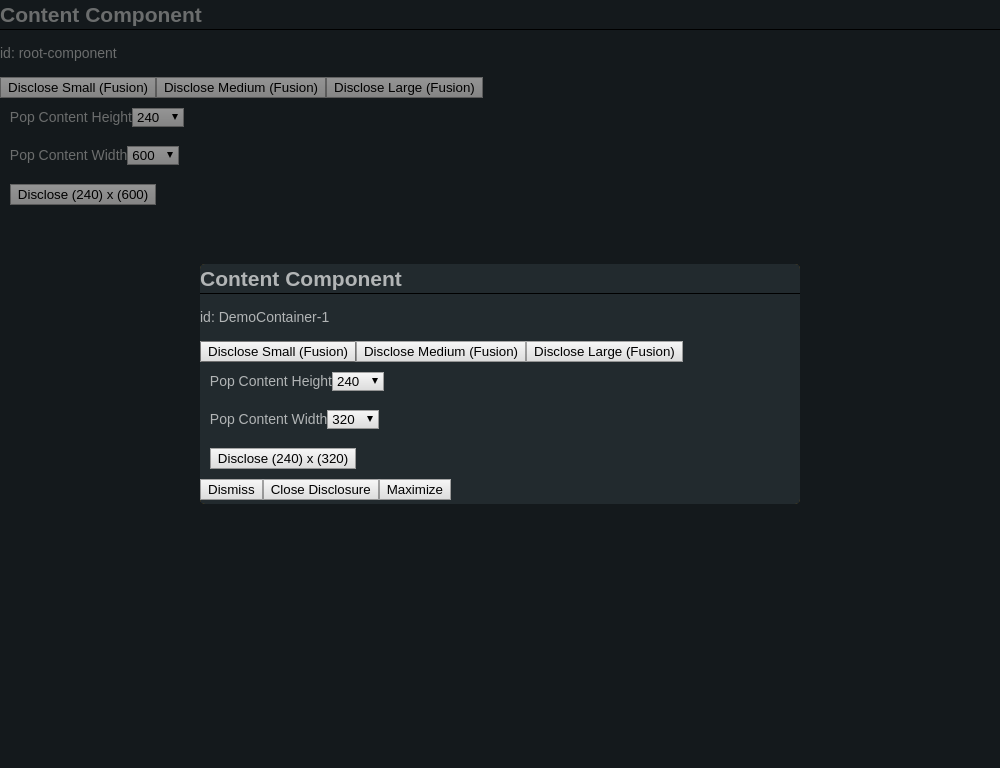 Content Component
id: root-component
Disclose Small (Fusion) Disclose Medium (Fusion) Disclose Large (Fusion)
Pop Content Height 240
Pop Content Width 600
Disclose (240) x (600)
Content Component
id: DemoContainer-1
Disclose Small (Fusion) Disclose Medium (Fusion) Disclose Large (Fusion)
Pop Content Height 240
Pop Content Width 320
Disclose (240) x (320)
Dismiss Close Disclosure Maximize